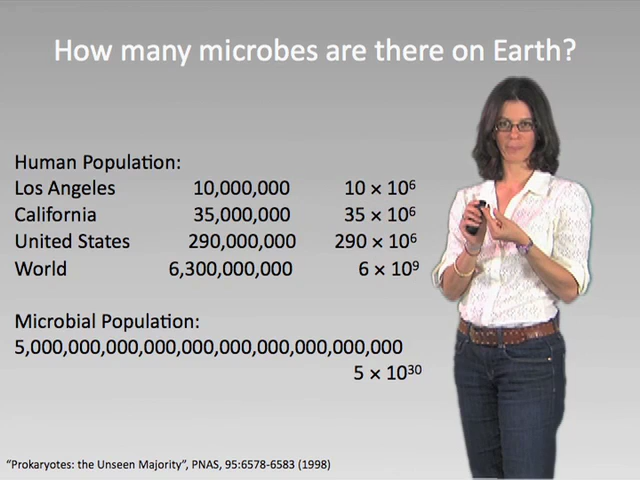 How many microbes are there on Earth?
Human Population:
Los Angeles 10,000,000 10 × 10⁶
California 35,000,000 35 × 10⁶
United States 290,000,000 290 × 10⁶
World 6,300,000,000 6 × 10⁹
Microbial Population:
5,000,000,000,000,000,000,000,000,000,000
5 × 10³⁰
"Prokaryotes: the Unseen Majority", PNAS, 95:6578-6583 (1998)